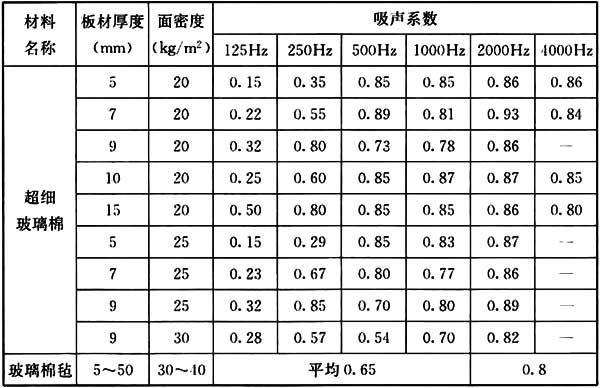 材料名称 板材厚度(mm) 面密度(kg/m²) 吸声系数
125Hz 250Hz 500Hz 1000Hz 2000Hz 4000Hz
超细玻璃棉
5 20 0.15 0.35 0.85 0.85 0.86 0.86
7 20 0.22 0.55 0.89 0.81 0.93 0.84
9 20 0.32 0.80 0.73 0.78 0.86 —
10 20 0.25 0.60 0.85 0.87 0.87 0.85
15 20 0.50 0.80 0.85 0.85 0.86 0.80
5 25 0.15 0.29 0.85 0.83 0.87 --
7 25 0.23 0.67 0.80 0.77 0.86 —
9 25 0.32 0.85 0.70 0.80 0.89 —
9 30 0.28 0.57 0.54 0.70 0.82 —
玻璃棉毡 5～50 30～40 平均0.65 0.8